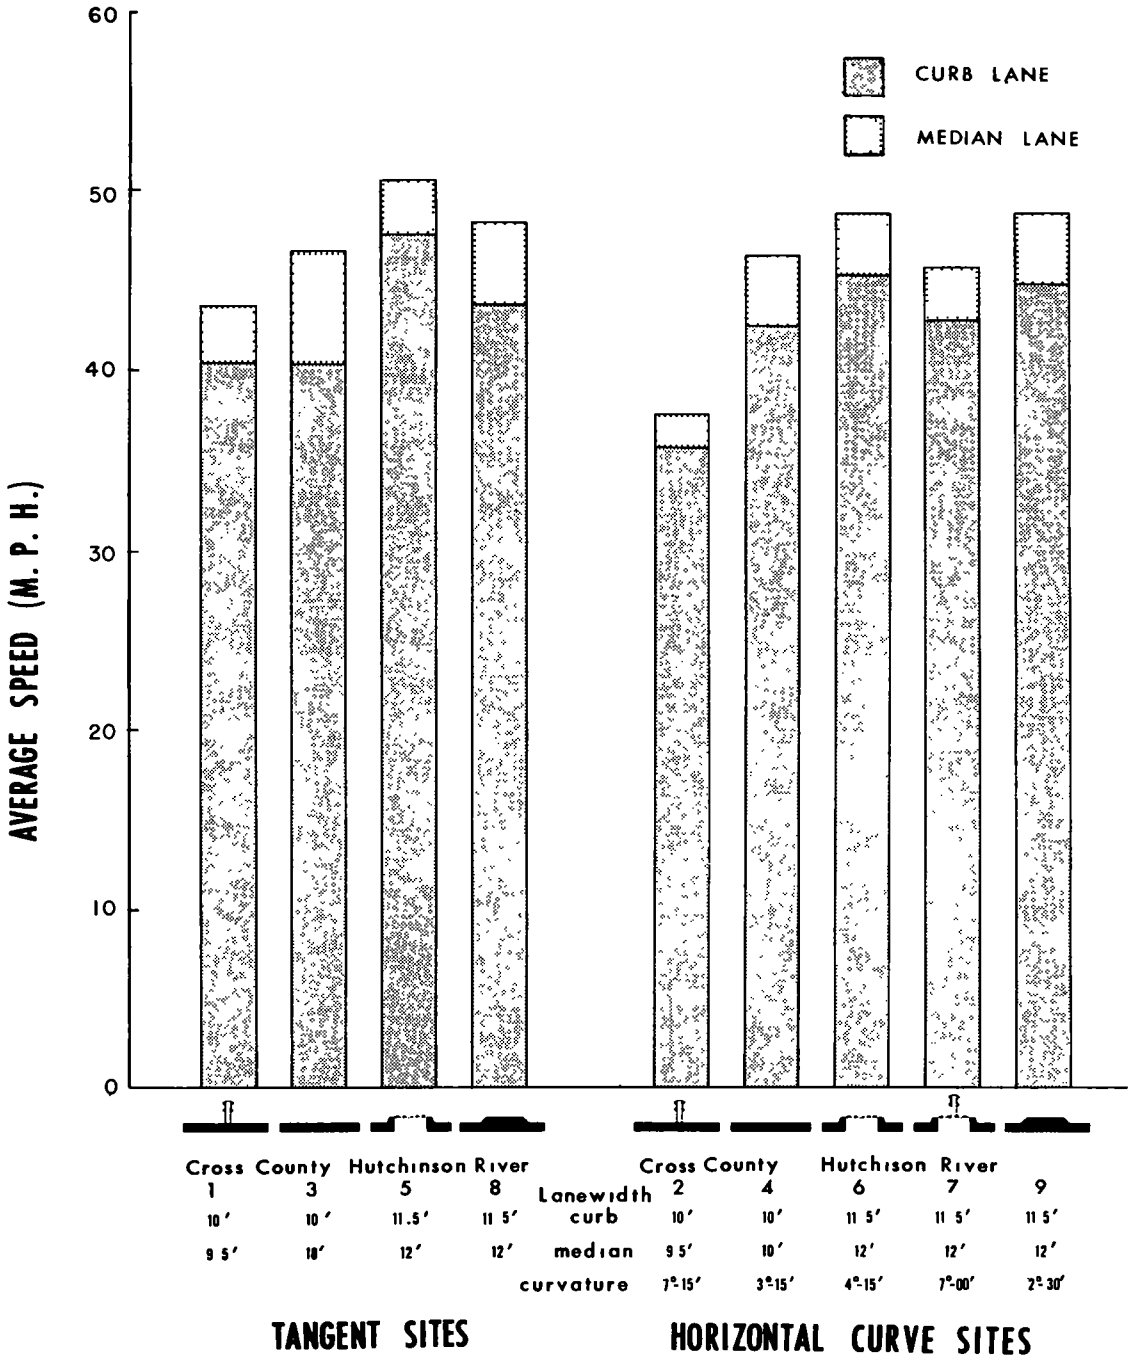 60
50
40
30
20
10
0
AVERAGE SPEED (M. P. H.)
CURB LANE
MEDIAN LANE
Cross County Hutchinson River Cross County Hutchison River
1 3 5 8 Lanewidth 2 4 6 7 9
10' 10' 11.5' 11 5' curb 10' 10' 11 5' 11 5' 11 5'
9 5' 10' 12' 12' median 9 5' 10' 12' 12' 12'
curvature 7°-15' 3°-15' 4°-15' 7°-00' 2°-30'
TANGENT SITES HORIZONTAL CURVE SITES